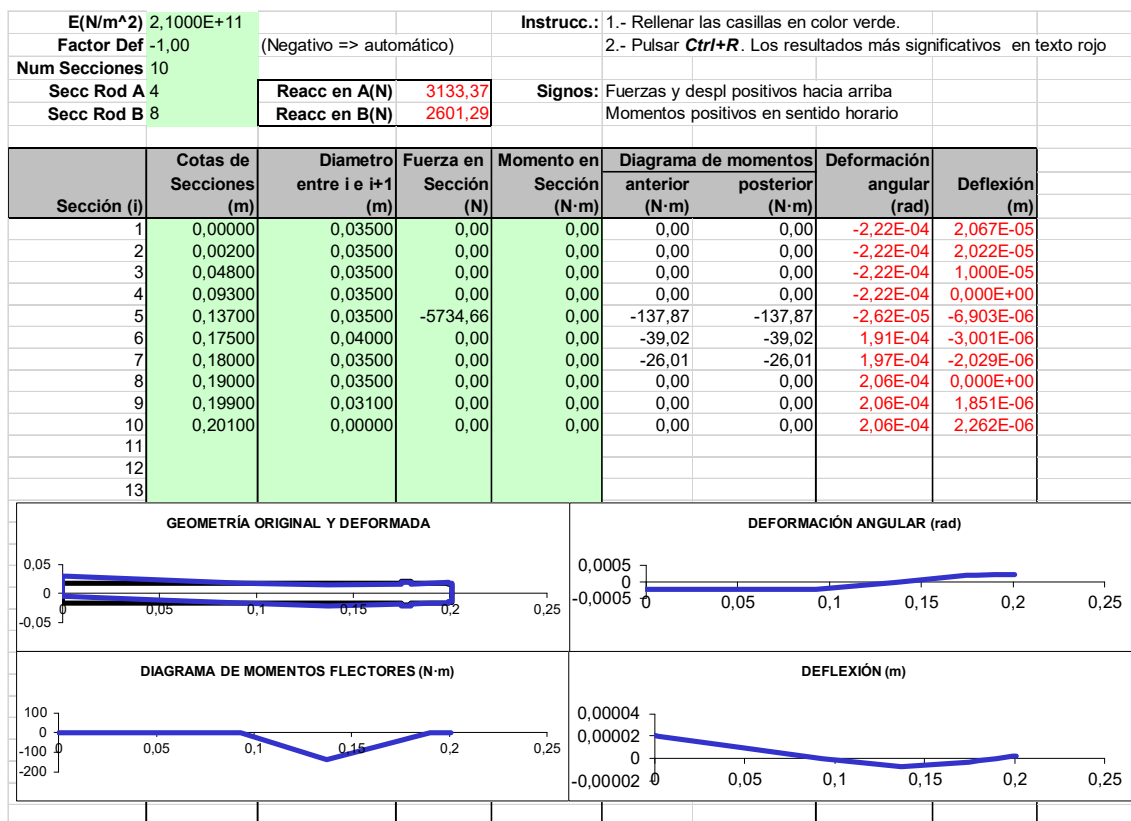 E(N/m^2) 2,1000E+11 Instrucc.: 1.- Rellenar las casillas en color verde.
Factor Def -1,00 (Negativo => automático) 2.- Pulsar Ctrl+R. Los resultados más significativos en texto rojo
Num Secciones 10
Secc Rod A 4 Reacc en A(N) 3133,37 Signos: Fuerzas y despl positivos hacia arriba
Secc Rod B 8 Reacc en B(N) 2601,29 Momentos positivos en sentido horario
Cotas de Diametro Fuerza en Momento en Diagrama de momentos Deformación
Secciones entre i e i+1 Sección Sección anterior posterior angular Deflexión
Sección (i) (m) (m) (N) (N·m) (N·m) (N·m) (rad) (m)
1 0,00000 0,03500 0,00 0,00 0,00 0,00 -2,22E-04 2,067E-05
2 0,00200 0,03500 0,00 0,00 0,00 0,00 -2,22E-04 2,022E-05
3 0,04800 0,03500 0,00 0,00 0,00 0,00 -2,22E-04 1,000E-05
4 0,09300 0,03500 0,00 0,00 0,00 0,00 -2,22E-04 0,000E+00
5 0,13700 0,03500 -5734,66 0,00 -137,87 -137,87 -2,62E-05 -6,903E-06
6 0,17500 0,04000 0,00 0,00 -39,02 -39,02 1,91E-04 -3,001E-06
7 0,18000 0,03500 0,00 0,00 -26,01 -26,01 1,97E-04 -2,029E-06
8 0,19000 0,03500 0,00 0,00 0,00 0,00 2,06E-04 0,000E+00
9 0,19900 0,03100 0,00 0,00 0,00 0,00 2,06E-04 1,851E-06
10 0,20100 0,00000 0,00 0,00 0,00 0,00 2,06E-04 2,262E-06
11
12
13
GEOMETRÍA ORIGINAL Y DEFORMADA
0,05
0
-0,05
0 0,05 0,1 0,15 0,2 0,25
DEFORMACIÓN ANGULAR (rad)
0,0005
0
-0,0005
0 0,05 0,1 0,15 0,2 0,25
DIAGRAMA DE MOMENTOS FLECTORES (N·m)
100
0
-100
-200
0 0,05 0,1 0,15 0,2 0,25
DEFLEXIÓN (m)
0,00004
0,00002
0
-0,00002
0 0,05 0,1 0,15 0,2 0,25